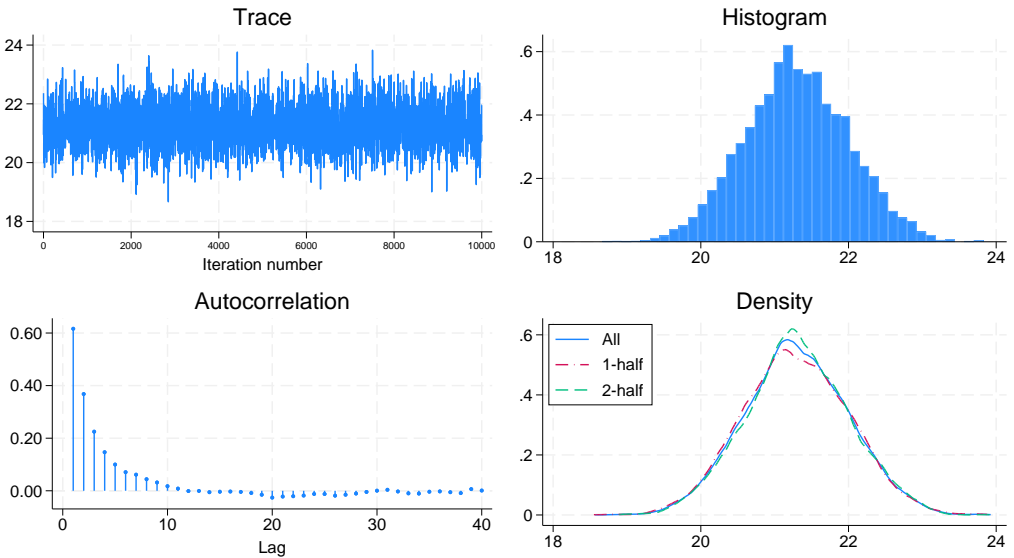 Trace
24
22
20
18
0 2000 4000 6000 8000 10000
Iteration number
Histogram
.6
.4
.2
0
18 20 22 24
Autocorrelation
0.60
0.40
0.20
0.00
0 10 20 30 40
Lag
Density
All
1-half
2-half
.6
.4
.2
0
18 20 22 24